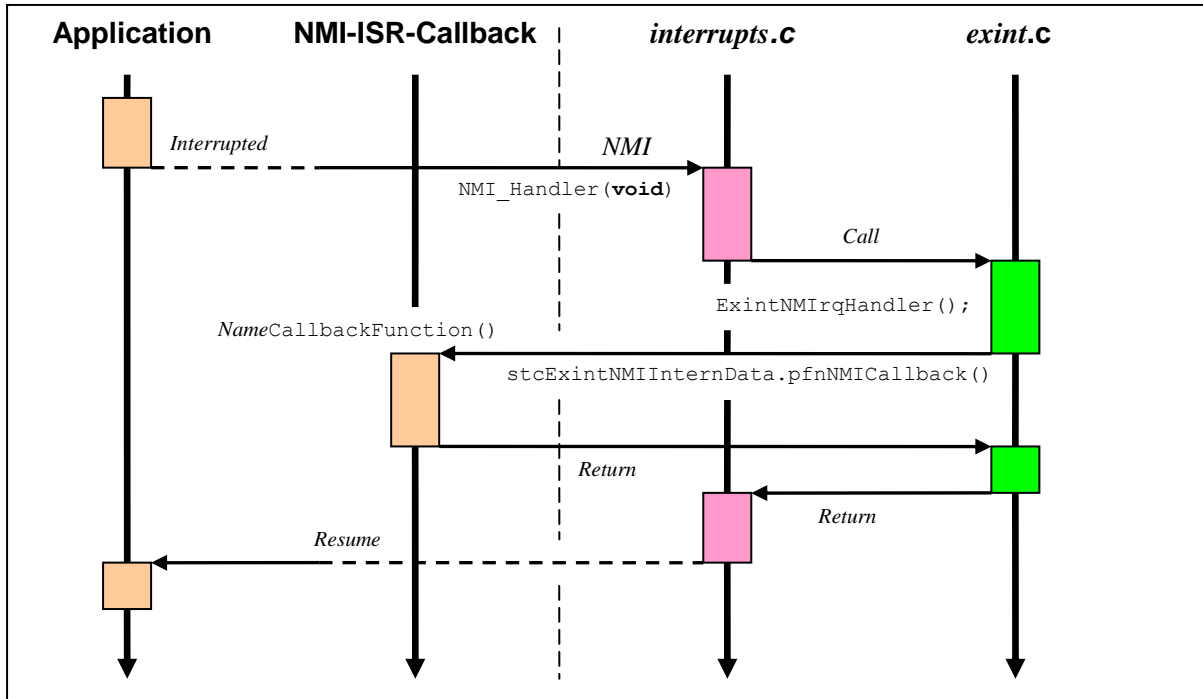 Application NMI-ISR-Callback interrupts.c exint.c
Interrupted
NMI
NMI_Handler(void)
Call
ExintNMIrqHandler();
NameCallbackFunction()
stcExintNMIInternData.pfnNMICallback()
Return
Return
Resume